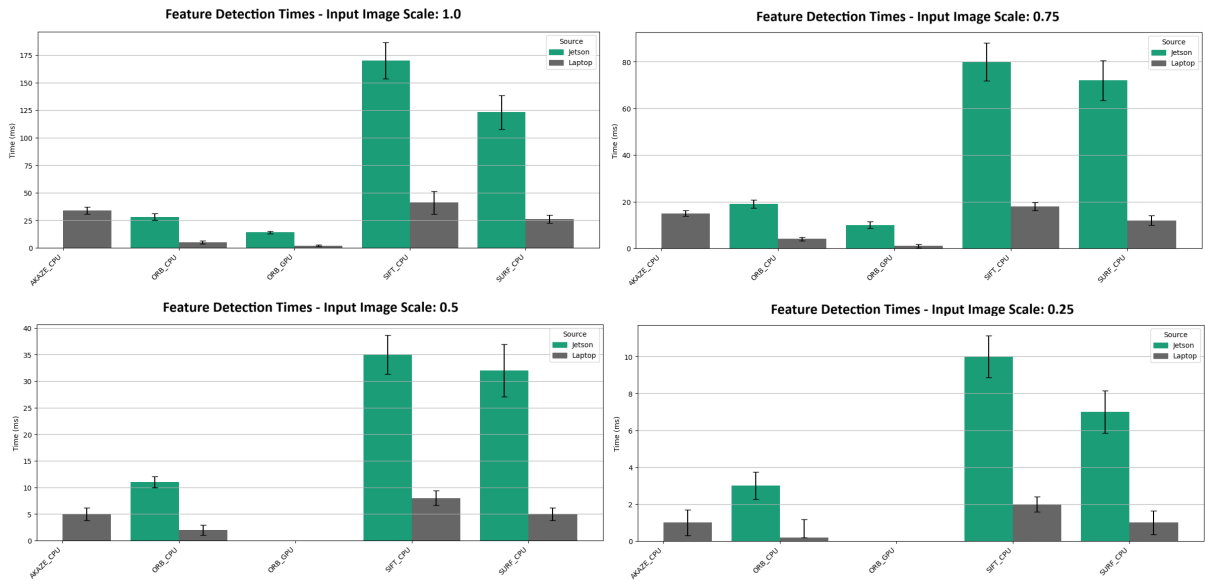 Feature Detection Times - Input Image Scale: 1.0
Source
Jetson
Laptop
Time (ms)
175
150
125
100
75
50
25
0
AKAZE_CPU
ORB_CPU
ORB_GPU
SIFT_CPU
SURF_CPU
Feature Detection Times - Input Image Scale: 0.75
Source
Jetson
Laptop
Time (ms)
80
60
40
20
0
AKAZE_CPU
ORB_CPU
ORB_GPU
SIFT_CPU
SURF_CPU
Feature Detection Times - Input Image Scale: 0.5
Source
Jetson
Laptop
Time (ms)
40
35
30
25
20
15
10
5
0
AKAZE_CPU
ORB_CPU
ORB_GPU
SIFT_CPU
SURF_CPU
Feature Detection Times - Input Image Scale: 0.25
Source
Jetson
Laptop
Time (ms)
10
8
6
4
2
0
AKAZE_CPU
ORB_CPU
ORB_GPU
SIFT_CPU
SURF_CPU